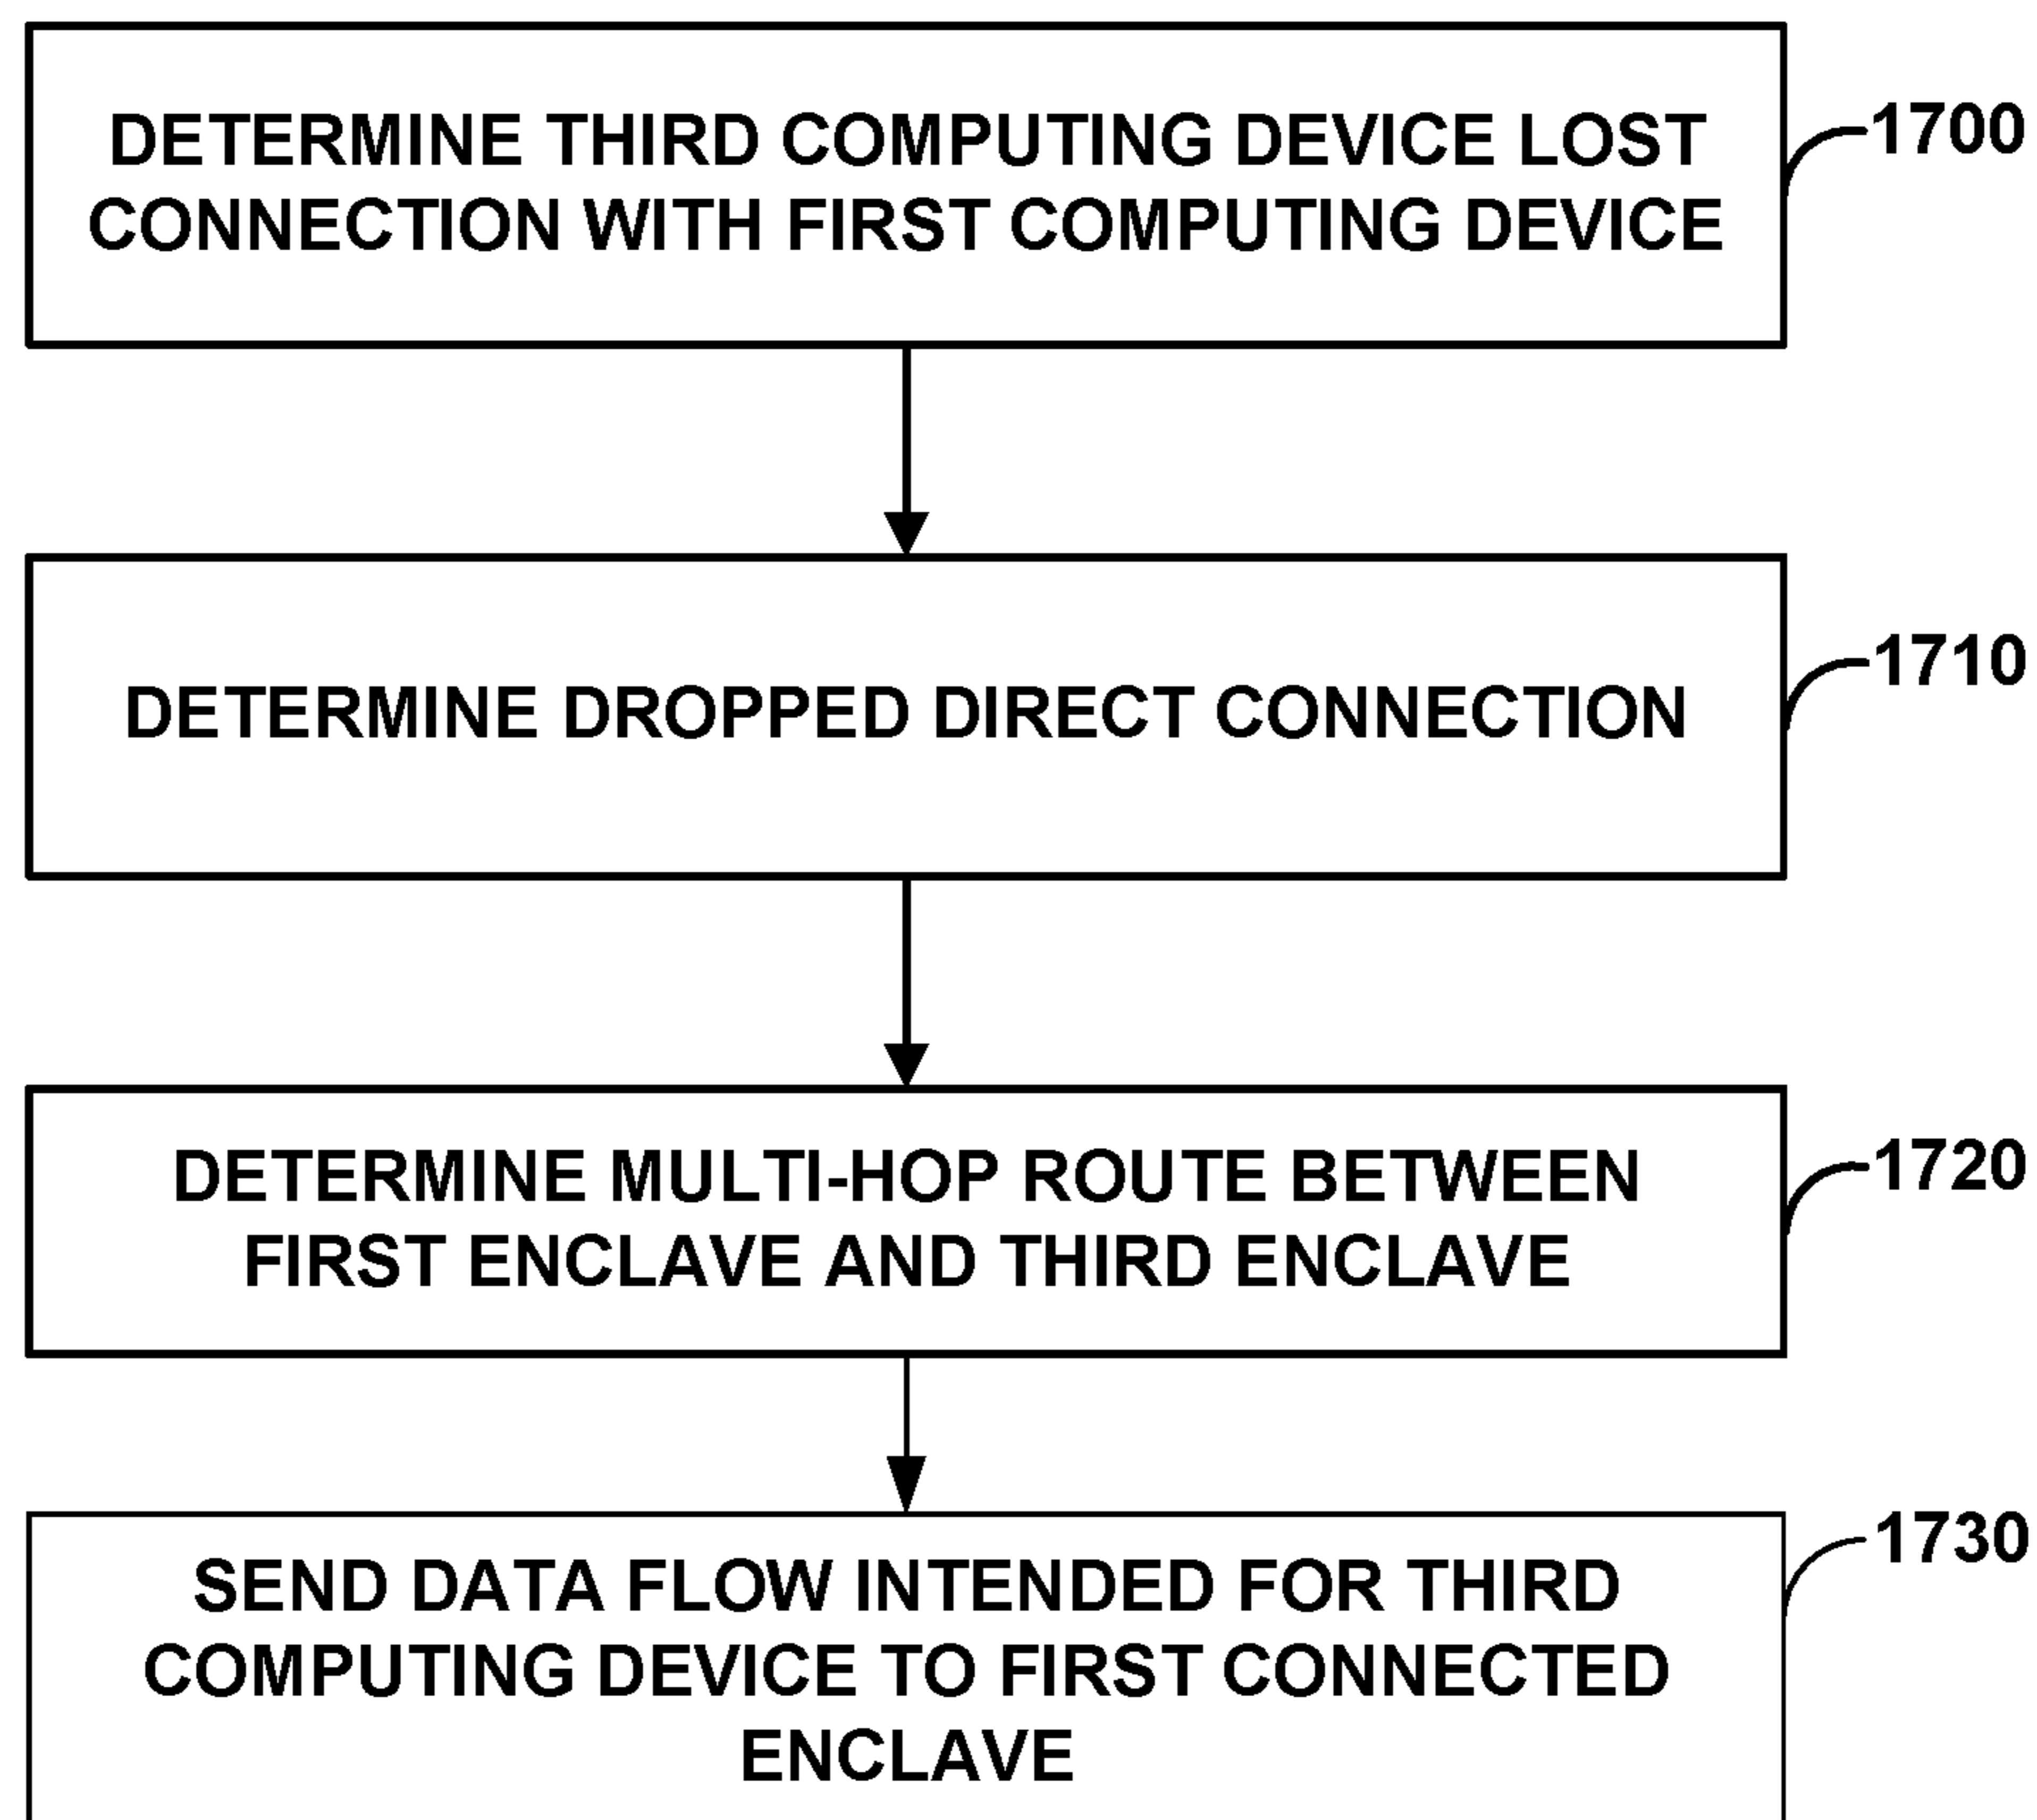 DETERMINE THIRD COMPUTING DEVICE LOST
CONNECTION WITH FIRST COMPUTING DEVICE
1700
DETERMINE DROPPED DIRECT CONNECTION
1710
DETERMINE MULTI-HOP ROUTE BETWEEN
FIRST ENCLAVE AND THIRD ENCLAVE
1720
SEND DATA FLOW INTENDED FOR THIRD
COMPUTING DEVICE TO FIRST CONNECTED
ENCLAVE
1730